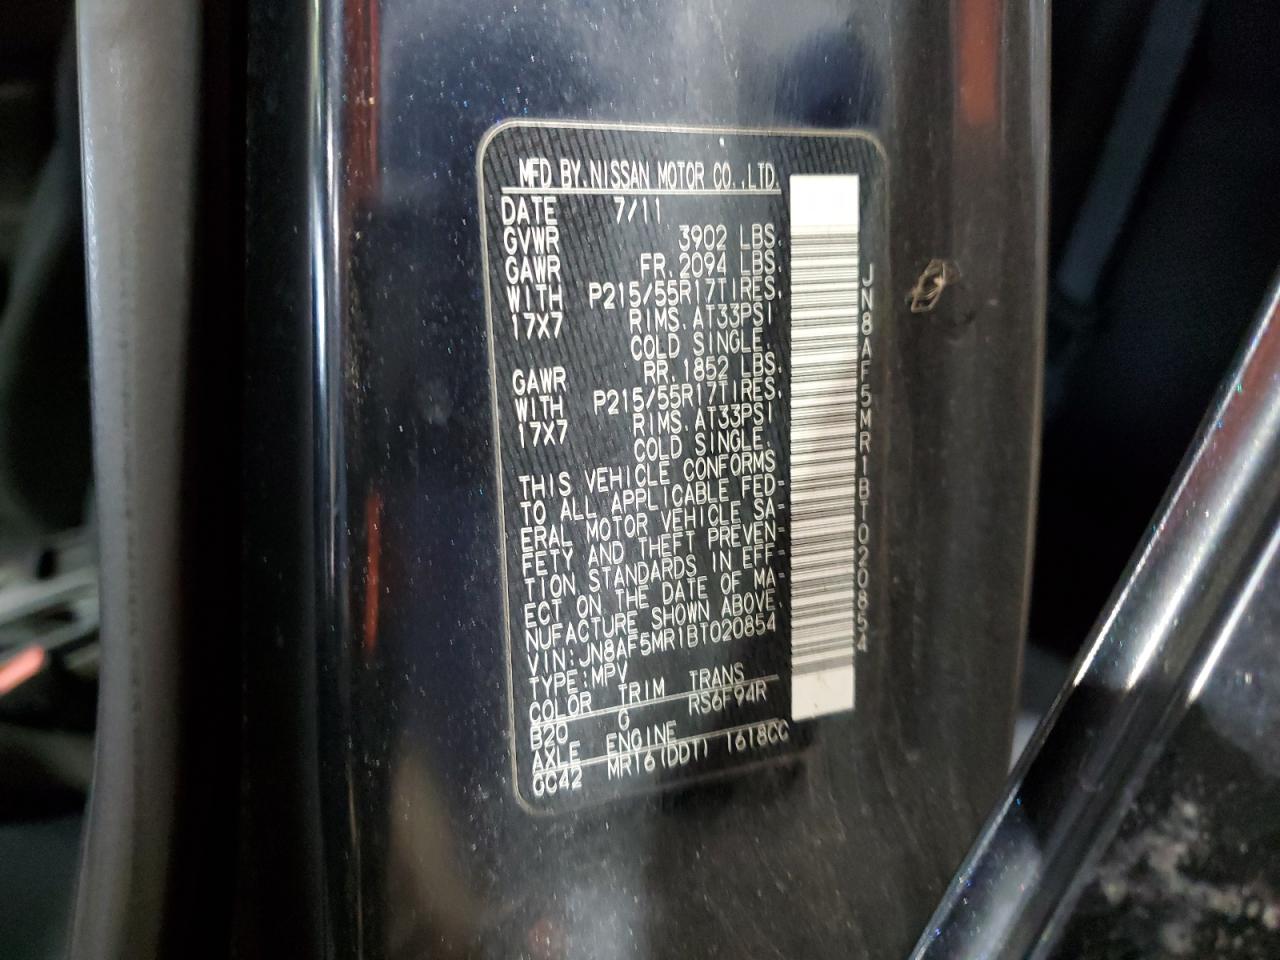 MFD BY.NISSAN MOTOR CO.,LTD.
DATE 7/11
GVWR 3902 LBS.
GAWR FR.2094 LBS.
WITH P215/55R17TIRES.
17X7 RIMS.AT33PSI
COLD SINGLE.
GAWR RR.1852 LBS.
WITH P215/55R17TIRES.
17X7 RIMS.AT33PSI
COLD SINGLE.
THIS VEHICLE CONFORMS
TO ALL APPLICABLE FED-
ERAL MOTOR VEHICLE SA-
FETY AND THEFT PREVEN-
TION STANDARDS IN EFF-
ECT ON THE DATE OF MA-
NUFACTURE SHOWN ABOVE.
VIN:JN8AF5MR1BT020854
TYPE:MPV
COLOR TRIM TRANS
B20 G RS6F94R
AXLE ENGINE
GC42 MR16(DDT) 1618CC
JN8AF5MR1BT020854